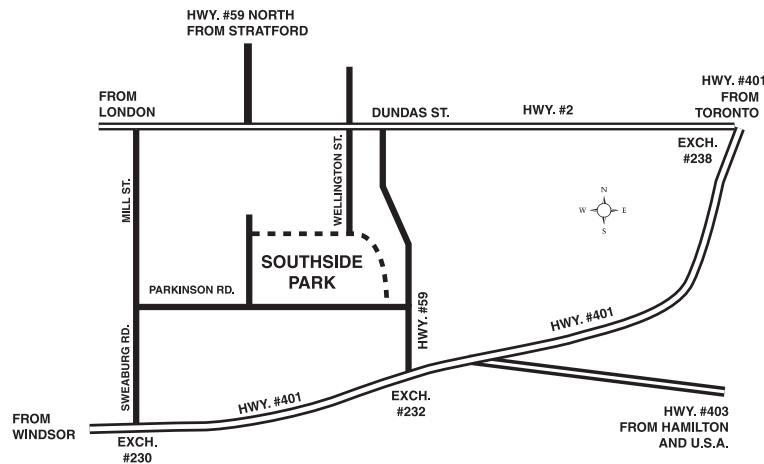 HWY. #59 NORTH
FROM STRATFORD
HWY. #401
FROM
TORONTO
FROM
LONDON
DUNDAS ST.
HWY. #2
EXCH.
#238
MILL ST.
WELLINGTON ST.
N
W
E
S
SOUTHSIDE
PARK
PARKINSON RD.
HWY. #59
HWY. #401
SWEABURG RD.
HWY. #401
EXCH.
#232
FROM
WINDSOR
EXCH.
#230
HWY. #403
FROM HAMILTON
AND U.S.A.